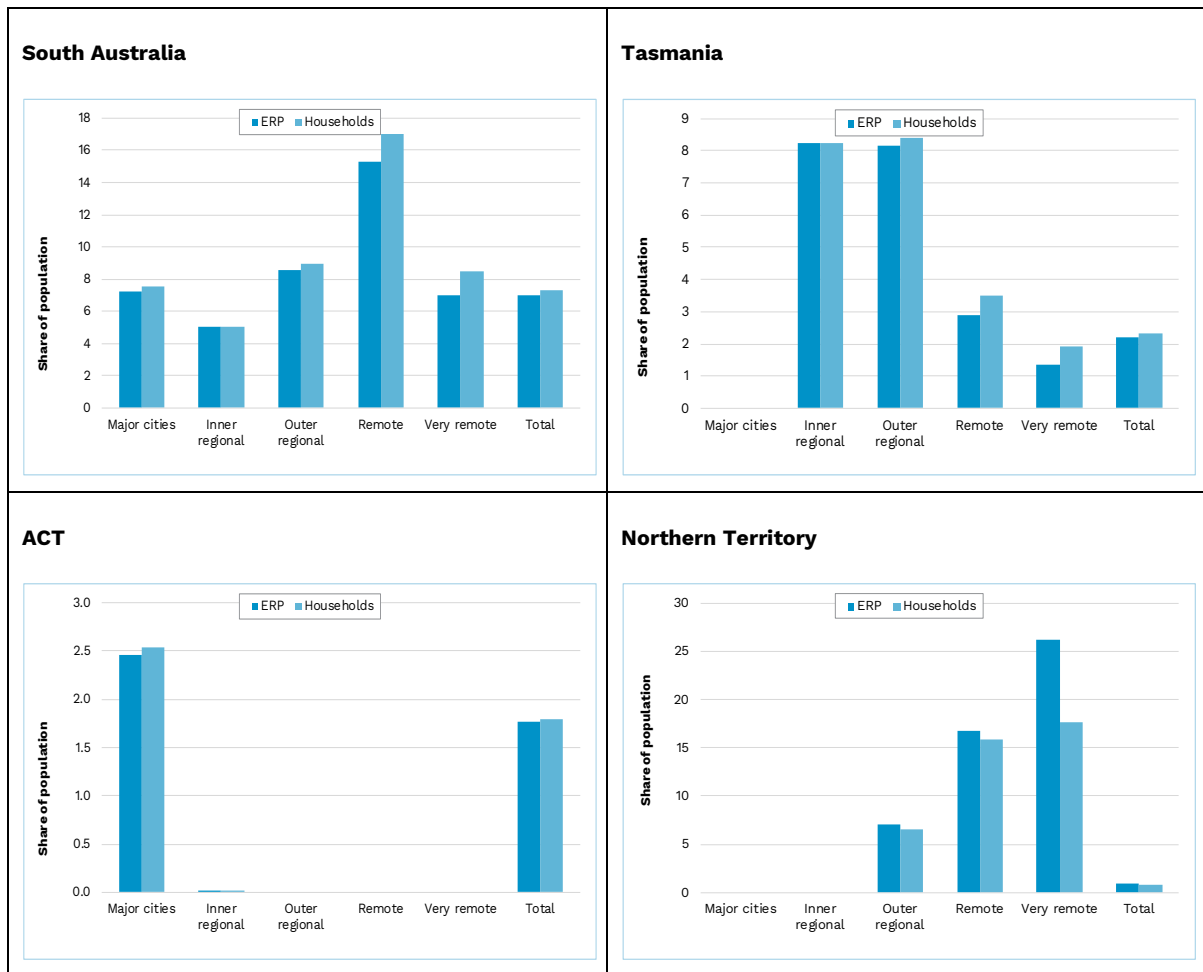 South Australia
ERP Households
18
16
14
12
10
8
6
4
2
0
Share of population
Major cities Inner regional Outer regional Remote Very remote Total
Tasmania
ERP Households
9
8
7
6
5
4
3
2
1
0
Share of population
Major cities Inner regional Outer regional Remote Very remote Total
ACT
ERP Households
3.0
2.5
2.0
1.5
1.0
0.5
0.0
Share of population
Major cities Inner regional Outer regional Remote Very remote Total
Northern Territory
ERP Households
30
25
20
15
10
5
0
Share of population
Major cities Inner regional Outer regional Remote Very remote Total